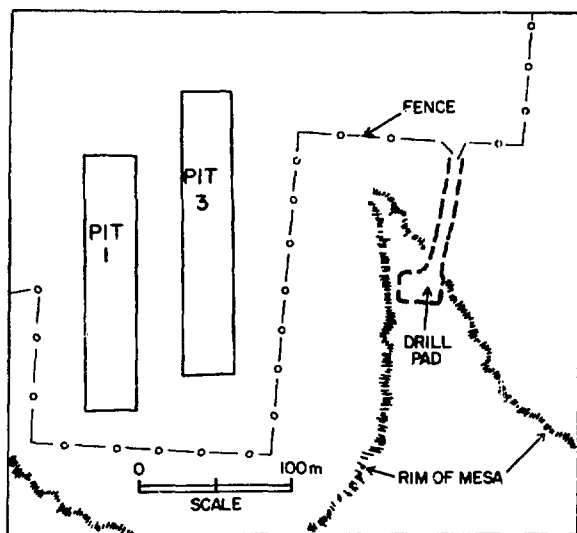 FENCE
PIT
3
PIT
1
DRILL
PAD
RIM OF MESA
0
100m
SCALE